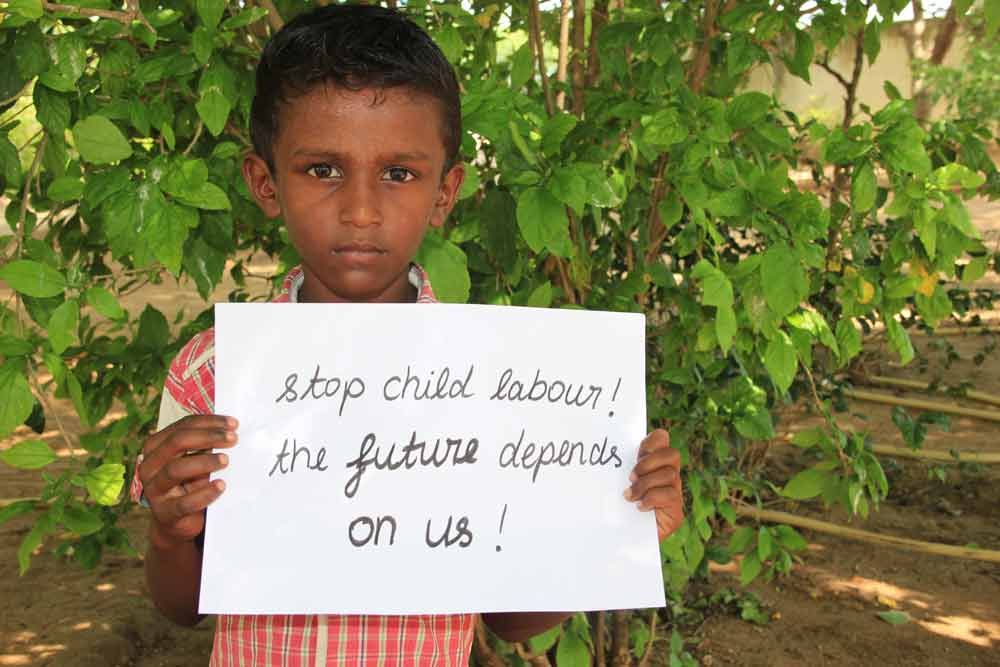 stop child labour!
the future depends
on us !